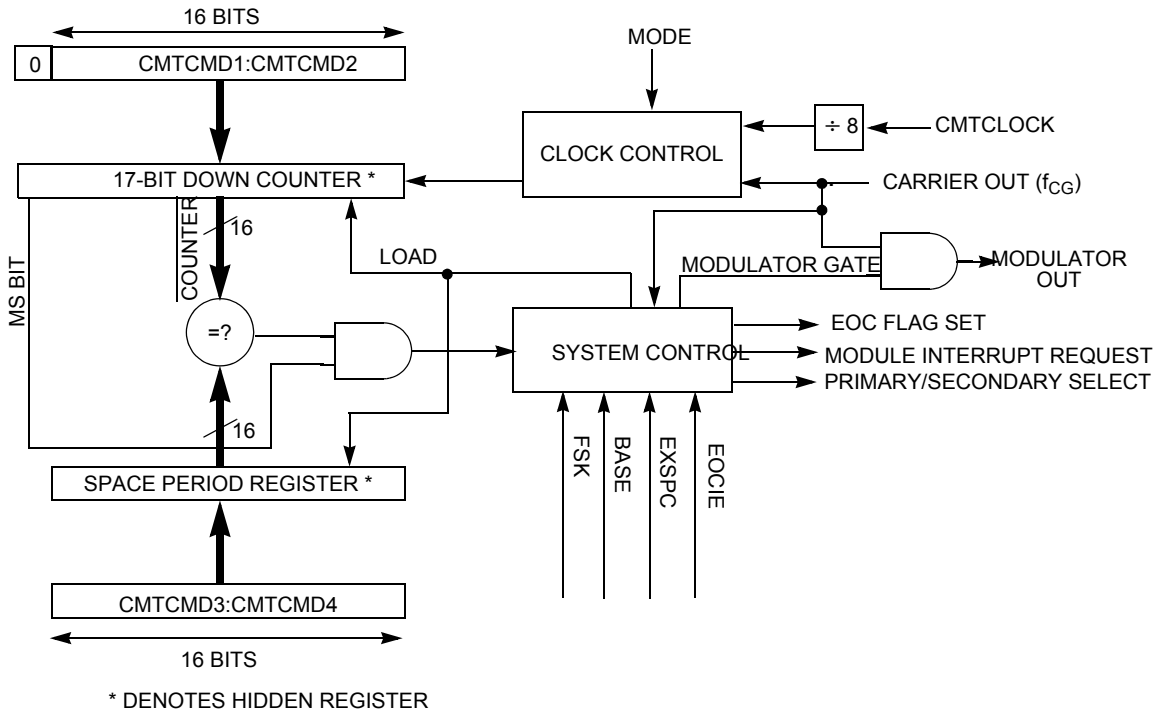 16 BITS
MODE
0
CMTCMD1:CMTCMD2
÷ 8
CMTCLOCK
CLOCK CONTROL
17-BIT DOWN COUNTER *
CARRIER OUT (fCG)
16
COUNTER
MS BIT
LOAD
MODULATOR GATE
MODULATOR
OUT
=?
EOC FLAG SET
SYSTEM CONTROL
MODULE INTERRUPT REQUEST
PRIMARY/SECONDARY SELECT
16
FSK
BASE
EXSPC
EOCIE
SPACE PERIOD REGISTER *
CMTCMD3:CMTCMD4
16 BITS
* DENOTES HIDDEN REGISTER